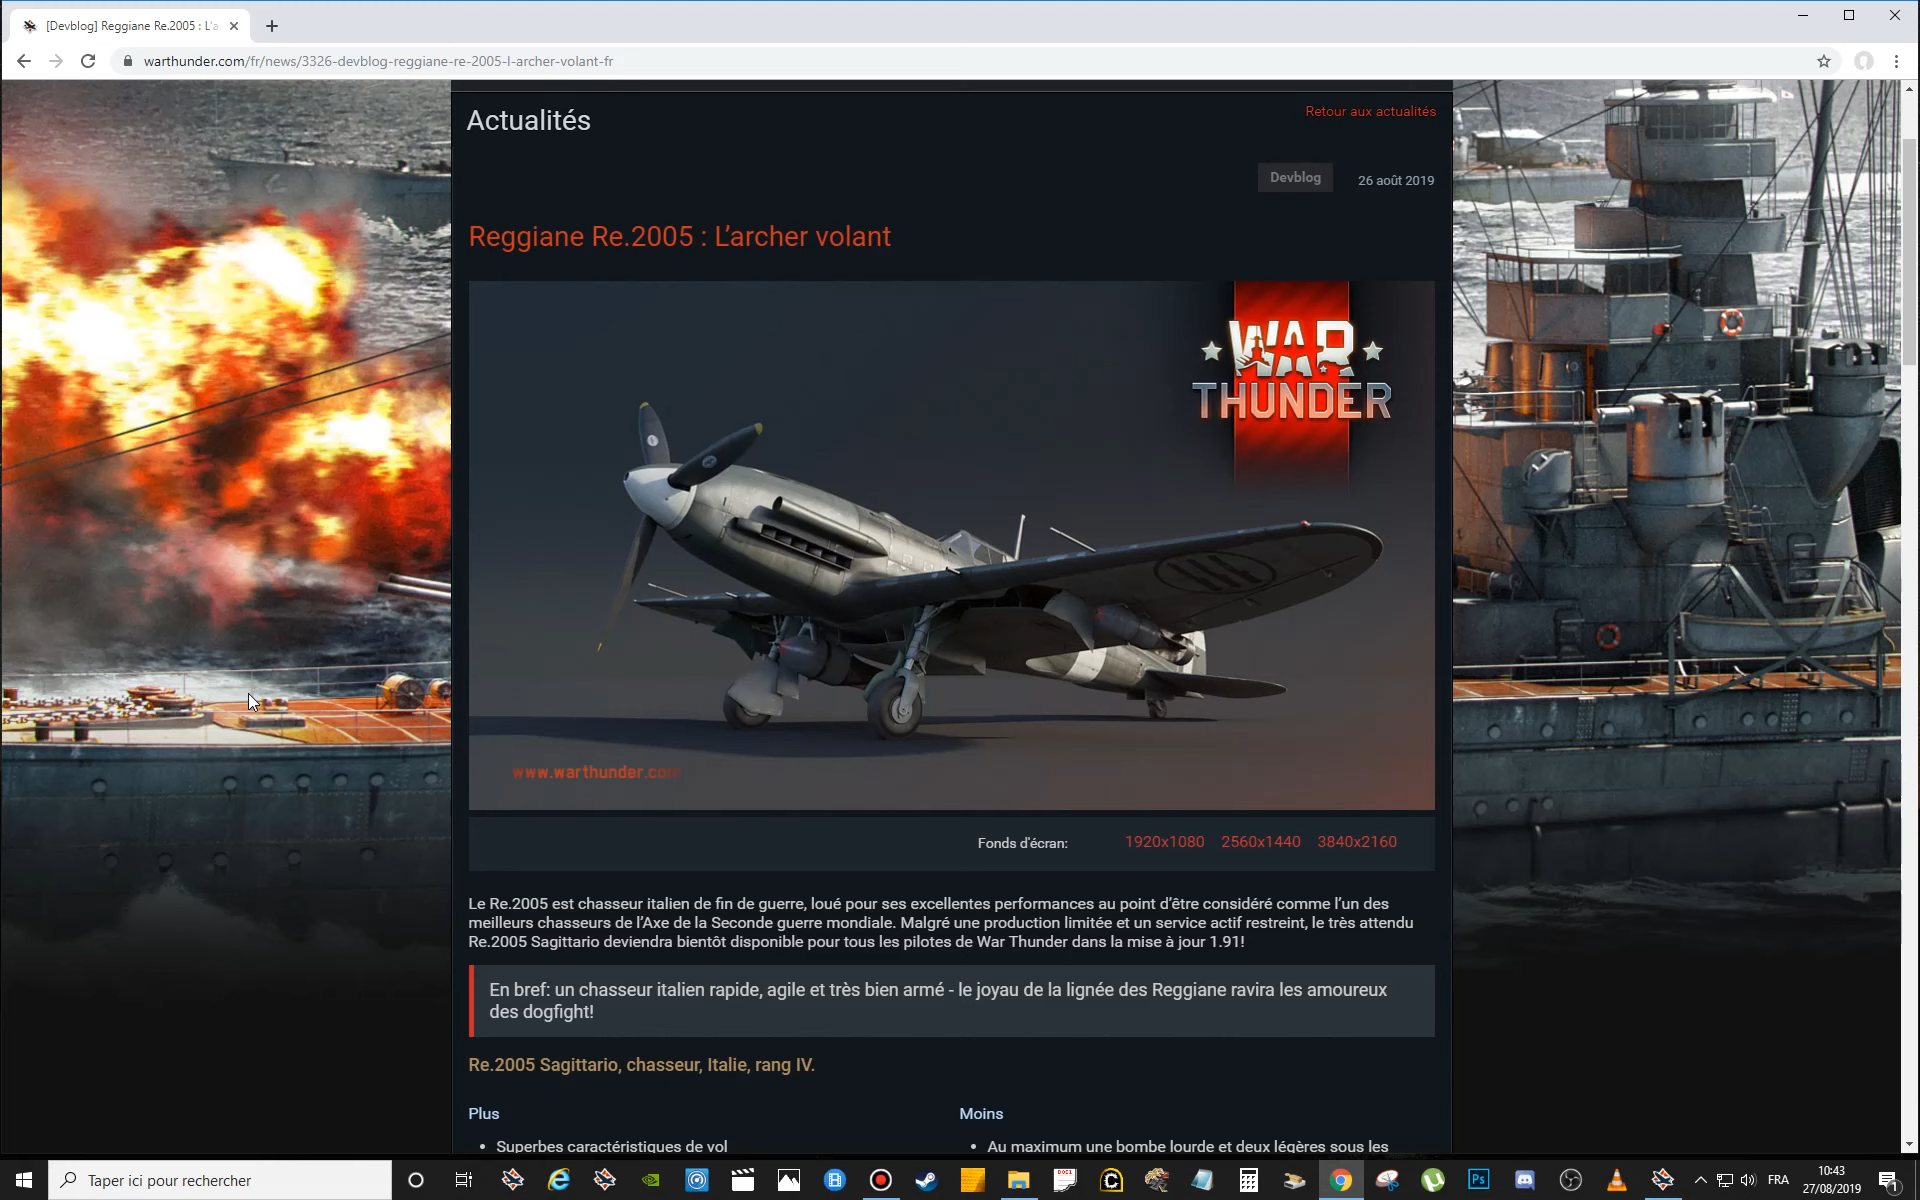 [Devblog] Reggiane Re.2005 : L'a
warthunder.com/fr/news/3326-devblog-reggiane-re-2005-l-archer-volant-fr
Actualités
Retour aux actualités
Devblog
26 août 2019
Reggiane Re.2005 : L’archer volant
WAR
THUNDER
www.warthunder.com
Fonds d'écran:
1920x1080 2560x1440 3840x2160
Le Re.2005 est chasseur italien de fin de guerre, loué pour ses excellentes performances au point d’être considéré comme l’un des
meilleurs chasseurs de l’Axe de la Seconde guerre mondiale. Malgré une production limitée et un service actif restreint, le très attendu
Re.2005 Sagittario deviendra bientôt disponible pour tous les pilotes de War Thunder dans la mise à jour 1.91!
En bref: un chasseur italien rapide, agile et très bien armé - le joyau de la lignée des Reggiane ravira les amoureux
des dogfight!
Re.2005 Sagittario, chasseur, Italie, rang IV.
Plus
Moins
• Superbes caractéristiques de vol
• Au maximum une bombe lourde et deux légères sous les
Taper ici pour rechercher
Ps
FRA
10:43
27/08/2019
1